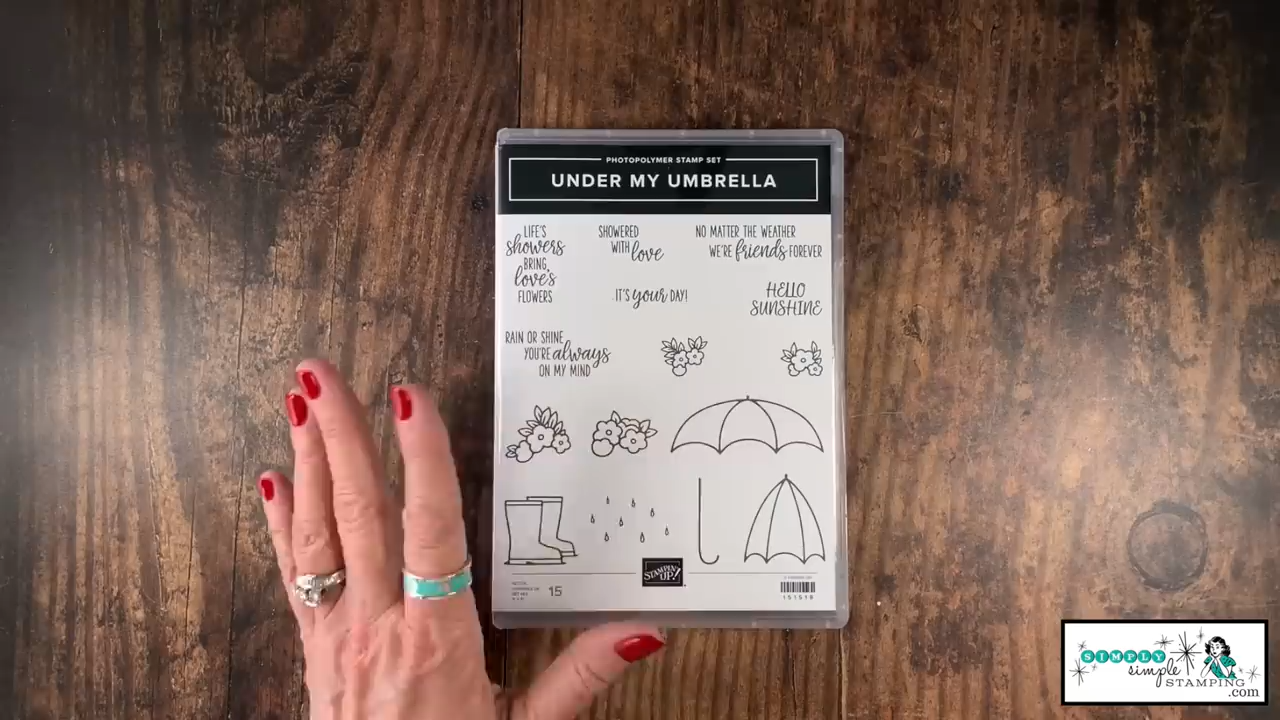 PHOTOPOLYMER STAMP SET
UNDER MY UMBRELLA
LIFE'S
showers
BRING
love's
FLOWERS
SHOWERED
WITH love
NO MATTER THE WEATHER
WE'RE friends FOREVER
IT'S your DAY!
HELLO
SUNSHINE
RAIN OR SHINE
YOU'RE always
ON MY MIND
STAMPIN'
UP!
15
151518
SIMPLY
simple
STAMPING
.com